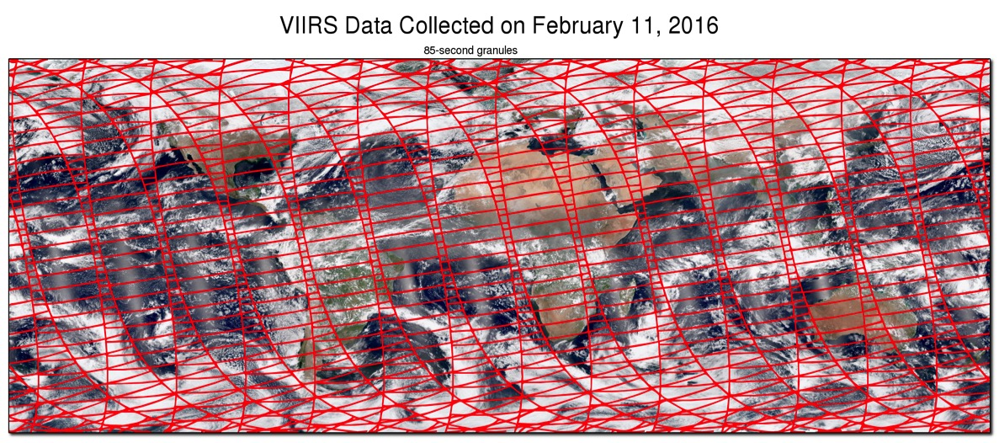 VIIRS Data Collected on February 11, 2016
85-second granules